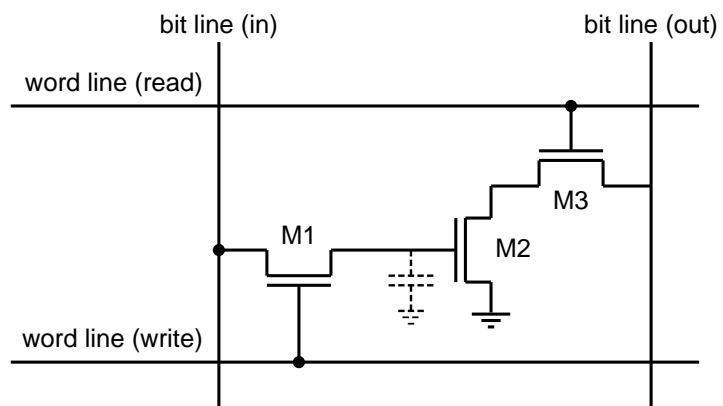 bit line (in)
bit line (out)
word line (read)
M3
M1
M2
word line (write)